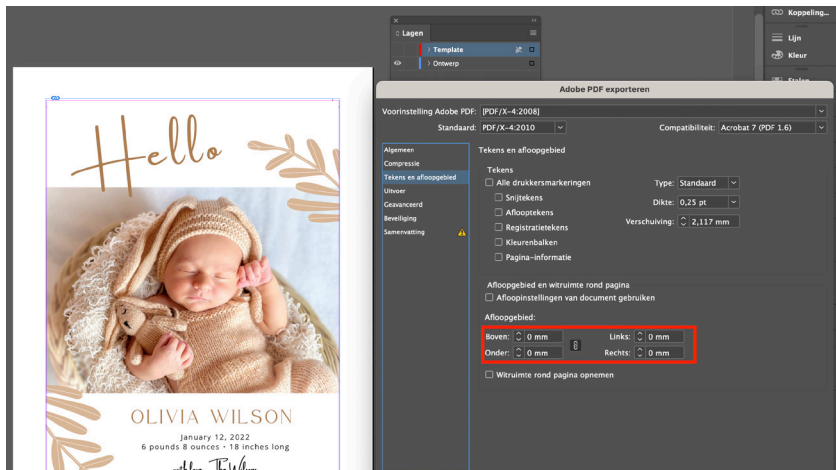 Koppeling...
Lijn
Kleur
Stalen
Lagen
Template
Ontwerp
Adobe PDF exporteren
Voorinstelling Adobe PDF: [PDF/X-4:2008]
Standaard: PDF/X-4:2010 Compatibiliteit: Acrobat 7 (PDF 1.6)
Algemeen
Compressie
Tekens en afloopgebied
Uitvoer
Geavanceerd
Beveiliging
Samenvatting
Tekens en afloopgebied
Tekens
Alle drukkersmarkeringen Type: Standaard
Snijtekens Dikte: 0,25 pt
Aflooptekens Verschuiving: 2,117 mm
Registratietekens
Kleurenbalken
Pagina-informatie
Afloopgebied en witruimte rond pagina
Afloopinstellingen van document gebruiken
Afloopgebied:
Boven: 0 mm Links: 0 mm
Onder: 0 mm Rechts: 0 mm
Witruimte rond pagina opnemen
Hello
OLIVIA WILSON
January 12, 2022
6 pounds 8 ounces • 18 inches long